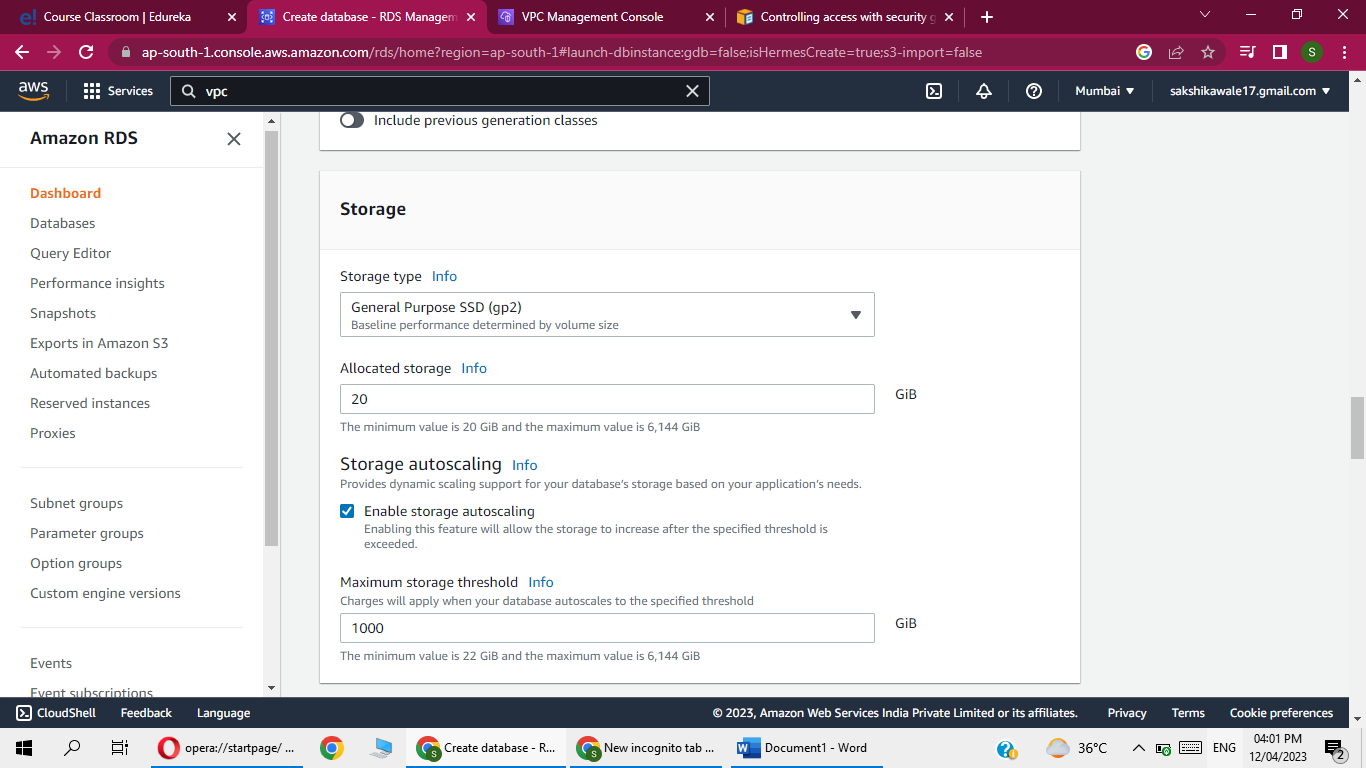 Course Classroom | Edureka
Create database - RDS Managem
VPC Management Console
Controlling access with security g
ap-south-1.console.aws.amazon.com/rds/home?region=ap-south-1#launch-dbinstance:gdb=false;isHermesCreate=true;s3-import=false
S
aws
Services
vpc
Mumbai
sakshikawale17.gmail.com
Amazon RDS
Dashboard
Databases
Query Editor
Performance insights
Snapshots
Exports in Amazon S3
Automated backups
Reserved instances
Proxies
Subnet groups
Parameter groups
Option groups
Custom engine versions
Events
Event subscriptions
Include previous generation classes
Storage
Storage type Info
General Purpose SSD (gp2)
Baseline performance determined by volume size
Allocated storage Info
20 GiB
The minimum value is 20 GiB and the maximum value is 6,144 GiB
Storage autoscaling Info
Provides dynamic scaling support for your database's storage based on your application's needs.
Enable storage autoscaling
Enabling this feature will allow the storage to increase after the specified threshold is
exceeded.
Maximum storage threshold Info
Charges will apply when your database autoscales to the specified threshold
1000 GiB
The minimum value is 22 GiB and the maximum value is 6,144 GiB
CloudShell Feedback Language © 2023, Amazon Web Services India Private Limited or its affiliates. Privacy Terms Cookie preferences
opera://startpage/ ...
Create database - R...
New incognito tab ...
Document1 - Word
36°C
ENG
04:01 PM
12/04/2023
2